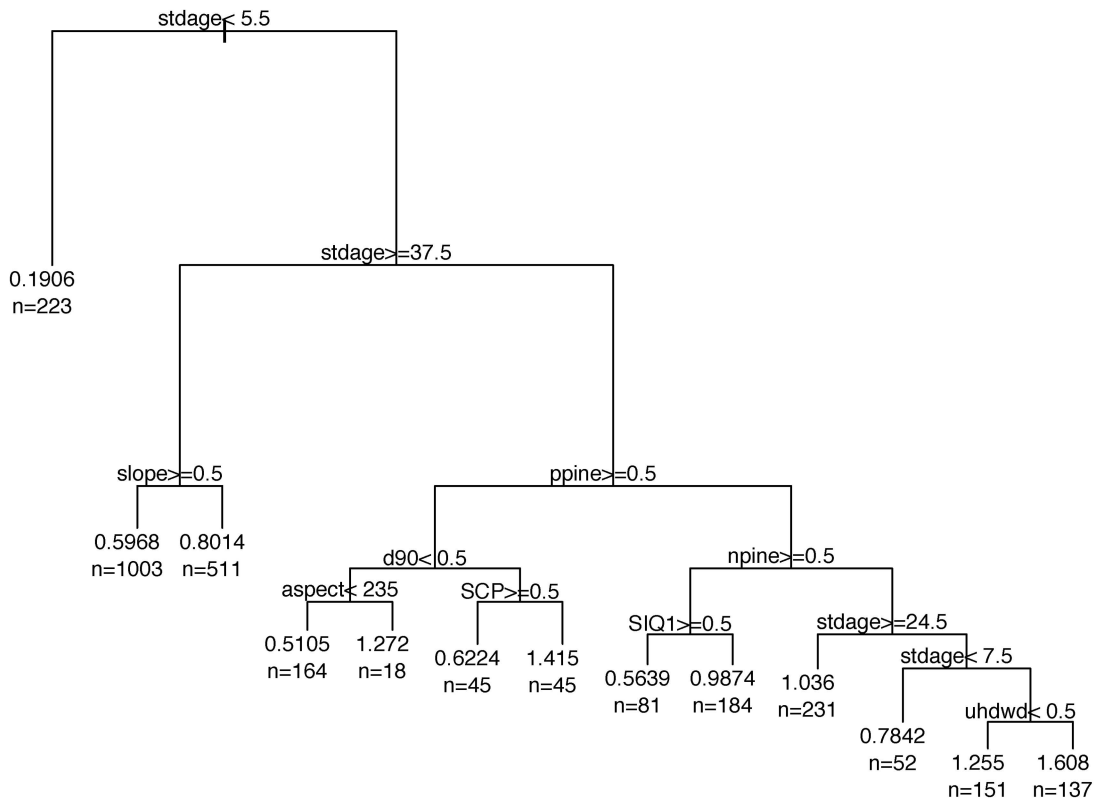 stdage< 5.5
stdage>=37.5
0.1906
n=223
slope>=0.5
ppine>=0.5
0.5968
n=1003
0.8014
n=511
d90< 0.5
npine>=0.5
aspect< 235
SCP>=0.5
SIQ1>=0.5
stdage>=24.5
0.5105
n=164
1.272
n=18
0.6224
n=45
1.415
n=45
stdage< 7.5
0.5639
n=81
0.9874
n=184
1.036
n=231
uhdwd< 0.5
0.7842
n=52
1.255
n=151
1.608
n=137